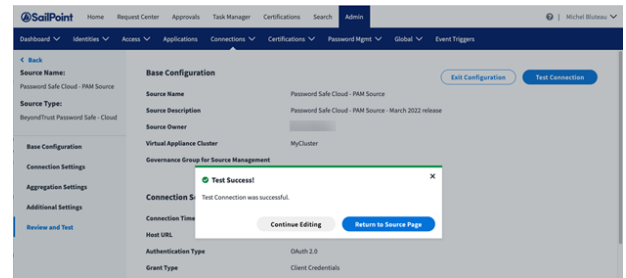 SailPoint Home Request Center Approvals Task Manager Certifications Search Admin Michel Bluteau
Dashboard Identities Access Applications Connections Certifications Password Mgmt Global Event Triggers
Back
Source Name:
Password Safe Cloud - PAM Source
Source Type:
BeyondTrust Password Safe - Cloud
Base Configuration
Connection Settings
Aggregation Settings
Additional Settings
Review and Test
Base Configuration
Exit Configuration Test Connection
Source Name Password Safe Cloud - PAM Source
Source Description Password Safe Cloud - PAM Source - March 2022 release
Source Owner
Virtual Appliance Cluster MyCluster
Governance Group for Source Management
Test Success!
Test Connection was successful.
Continue Editing Return to Source Page
Connection S
Connection Time
Host URL
Authentication Type OAuth 2.0
Grant Type Client Credentials